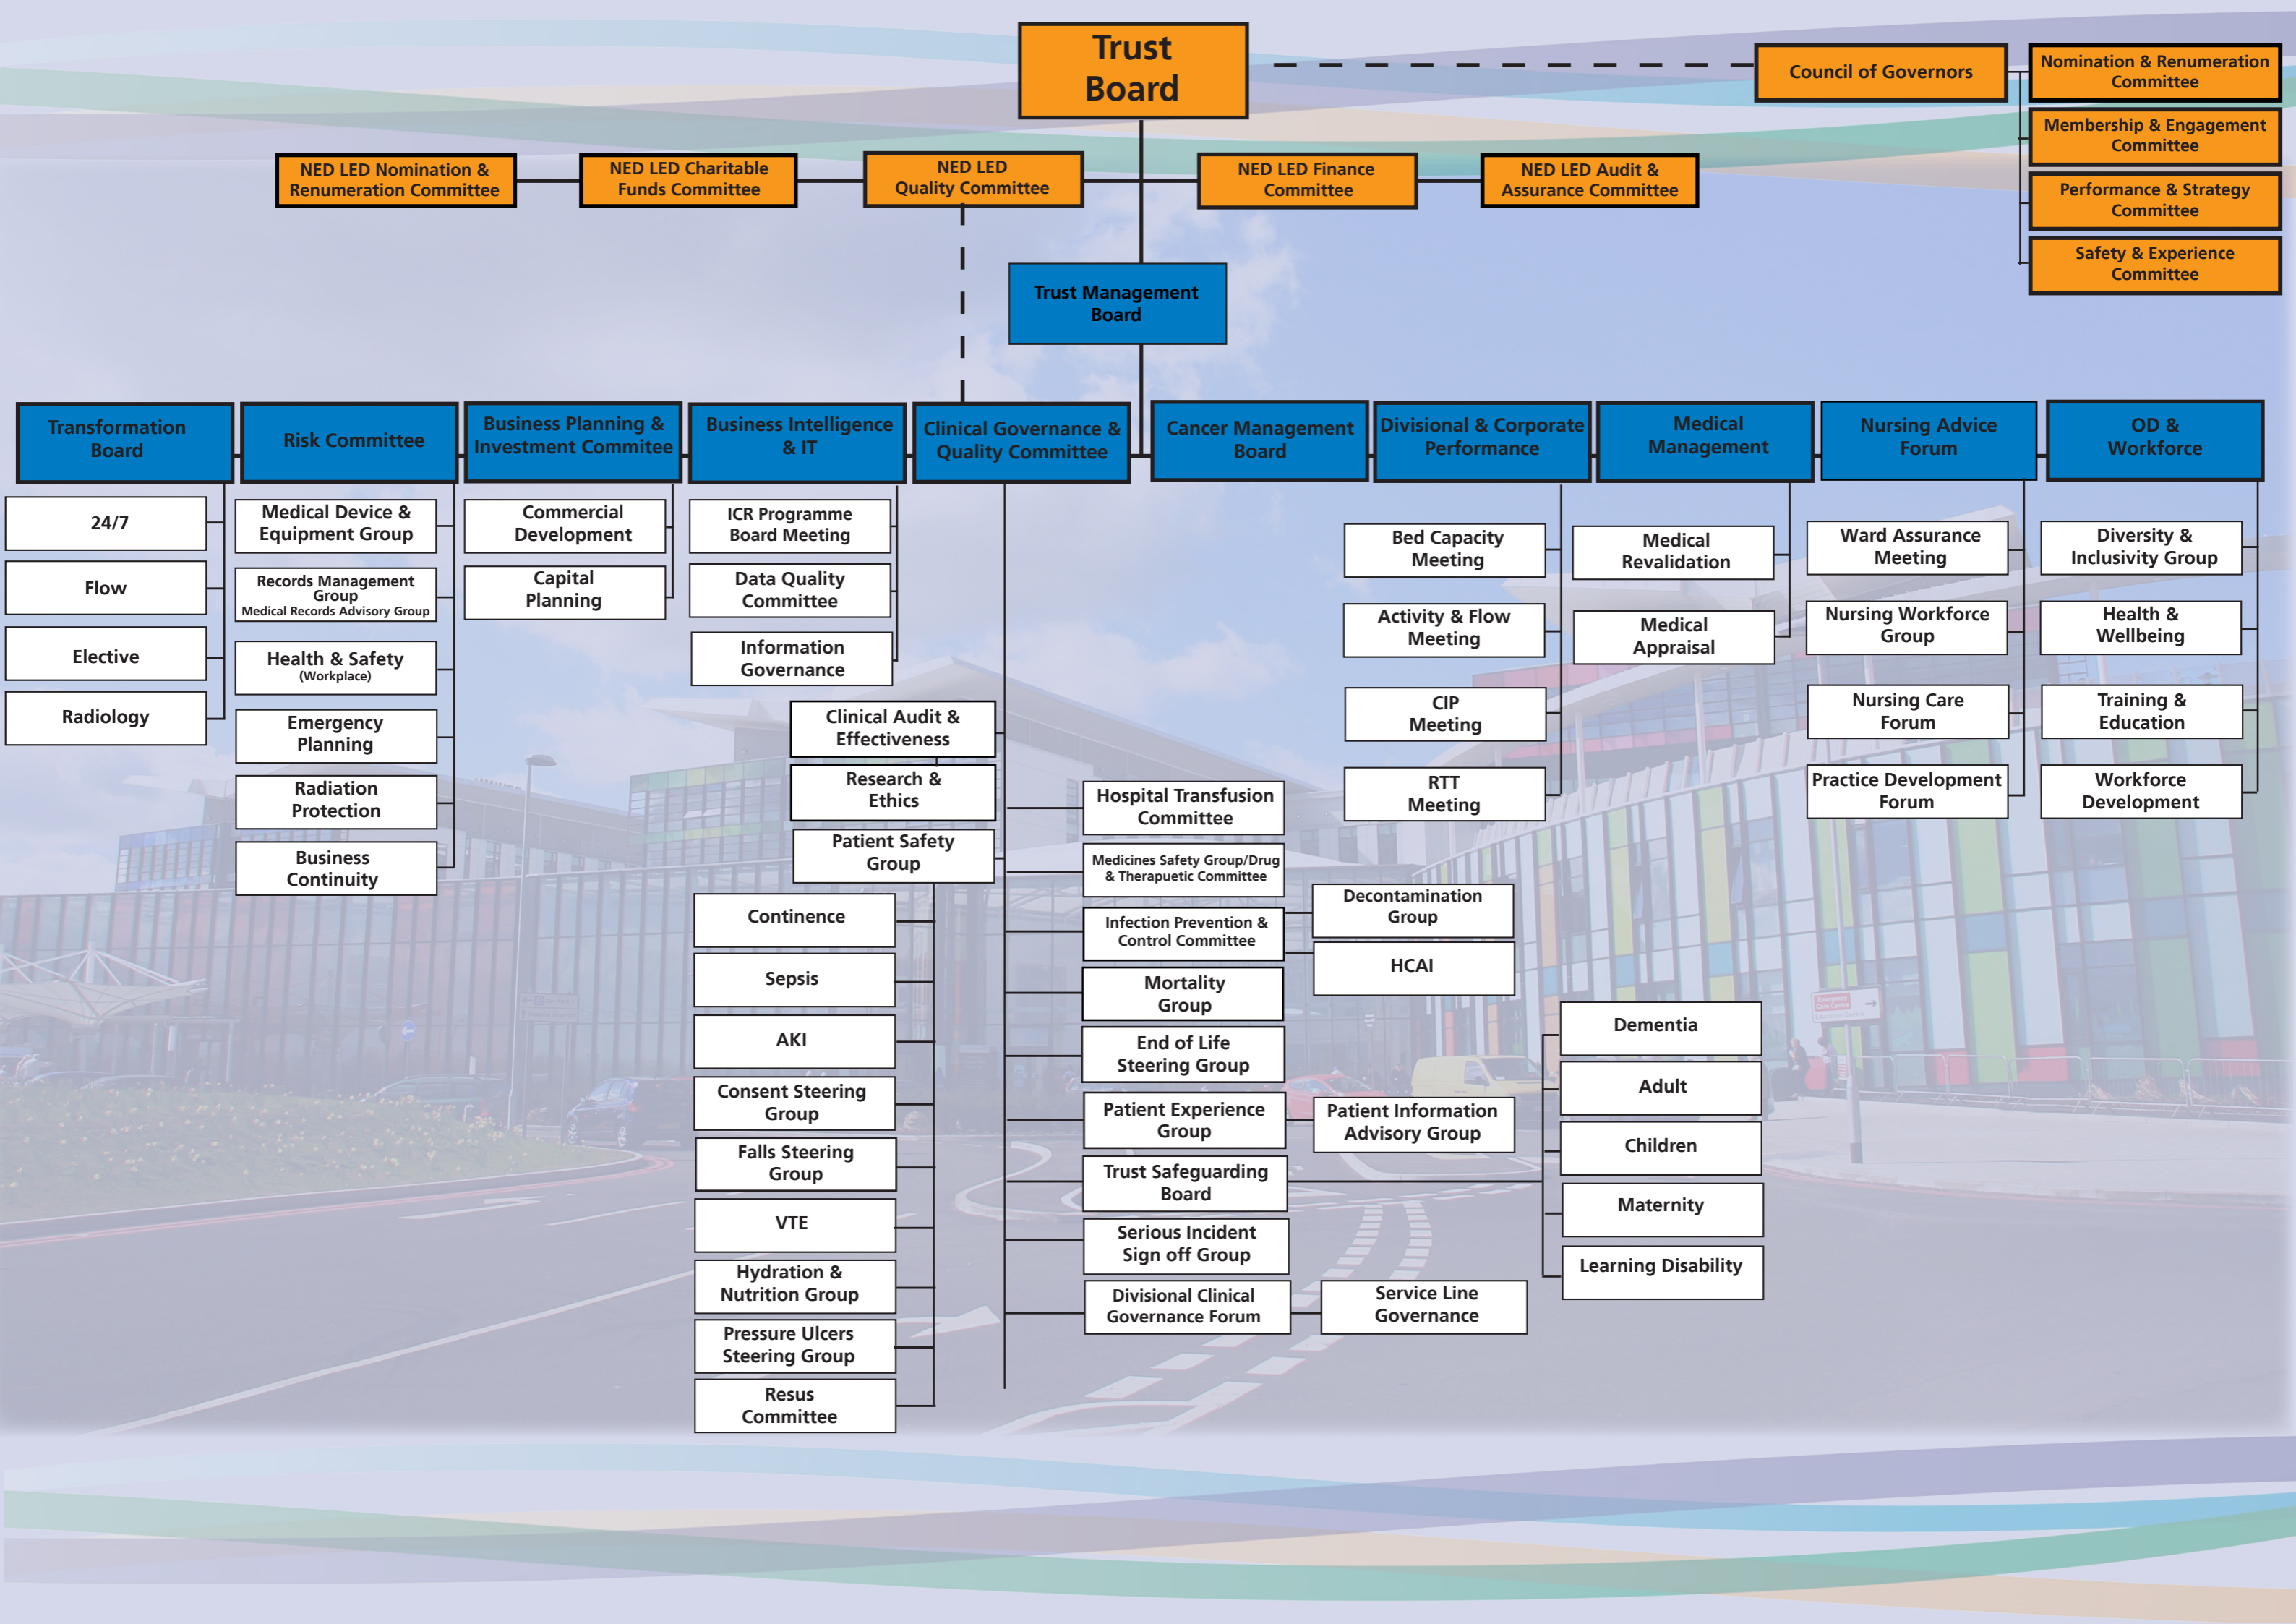 Trust
Board
Council of Governors
Nomination & Renumeration
Committee
Membership & Engagement
Committee
Performance & Strategy
Committee
Safety & Experience
Committee
NED LED Nomination &
Renumeration Committee
NED LED Charitable
Funds Committee
NED LED
Quality Committee
NED LED Finance
Committee
NED LED Audit &
Assurance Committee
Trust Management
Board
Transformation
Board
Risk Committee
Business Planning &
Investment Commitee
Business Intelligence
& IT
Clinical Governance &
Quality Committee
Cancer Management
Board
Divisional & Corporate
Performance
Medical
Management
Nursing Advice
Forum
OD &
Workforce
24/7
Flow
Elective
Radiology
Medical Device &
Equipment Group
Records Management
Group
Medical Records Advisory Group
Health & Safety
(Workplace)
Emergency
Planning
Radiation
Protection
Business
Continuity
Commercial
Development
Capital
Planning
ICR Programme
Board Meeting
Data Quality
Committee
Information
Governance
Clinical Audit &
Effectiveness
Research &
Ethics
Patient Safety
Group
Continence
Sepsis
AKI
Consent Steering
Group
Falls Steering
Group
VTE
Hydration &
Nutrition Group
Pressure Ulcers
Steering Group
Resus
Committee
Hospital Transfusion
Committee
Medicines Safety Group/Drug
& Therapuetic Committee
Infection Prevention &
Control Committee
Mortality
Group
End of Life
Steering Group
Patient Experience
Group
Trust Safeguarding
Board
Serious Incident
Sign off Group
Divisional Clinical
Governance Forum
Decontamination
Group
HCAI
Patient Information
Advisory Group
Service Line
Governance
Dementia
Adult
Children
Maternity
Learning Disability
Bed Capacity
Meeting
Activity & Flow
Meeting
CIP
Meeting
RTT
Meeting
Medical
Revalidation
Medical
Appraisal
Ward Assurance
Meeting
Nursing Workforce
Group
Nursing Care
Forum
Practice Development
Forum
Diversity &
Inclusivity Group
Health &
Wellbeing
Training &
Education
Workforce
Development
Emergency
Care Centre
Education Centre